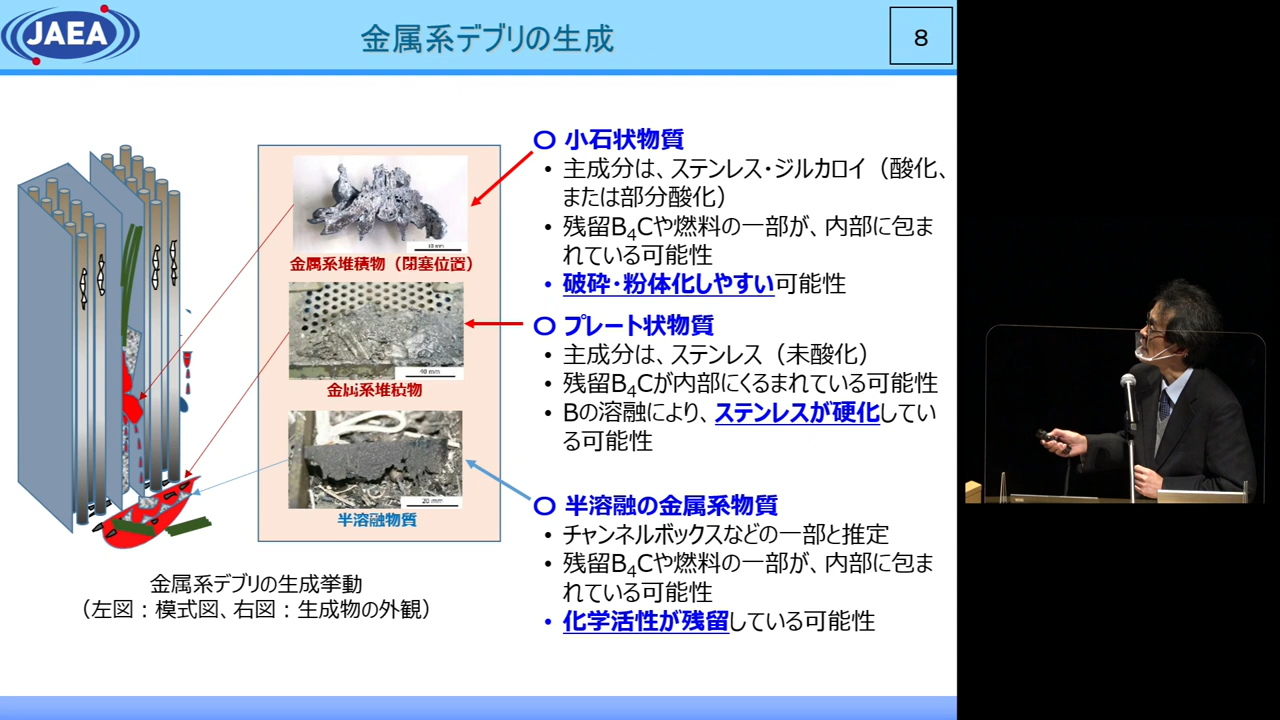 JAEA
金属系デブリの生成
8
金属系堆積物（閉塞位置）
金属系堆積物
40 mm
20 mm
半溶融物質
金属系デブリの生成挙動
（左図：模式図、右図：生成物の外観）
〇 小石状物質
• 主成分は、ステンレス・ジルカロイ（酸化、
または部分酸化）
• 残留B₄Cや燃料の一部が、内部に包ま
れている可能性
• 破砕・粉体化しやすい可能性
〇 プレート状物質
• 主成分は、ステンレス（未酸化）
• 残留B₄Cが内部にくるまれている可能性
• Bの溶融により、ステンレスが硬化してい
る可能性
〇 半溶融の金属系物質
• チャンネルボックスなどの一部と推定
• 残留B₄Cや燃料の一部が、内部に包ま
れている可能性
• 化学活性が残留している可能性